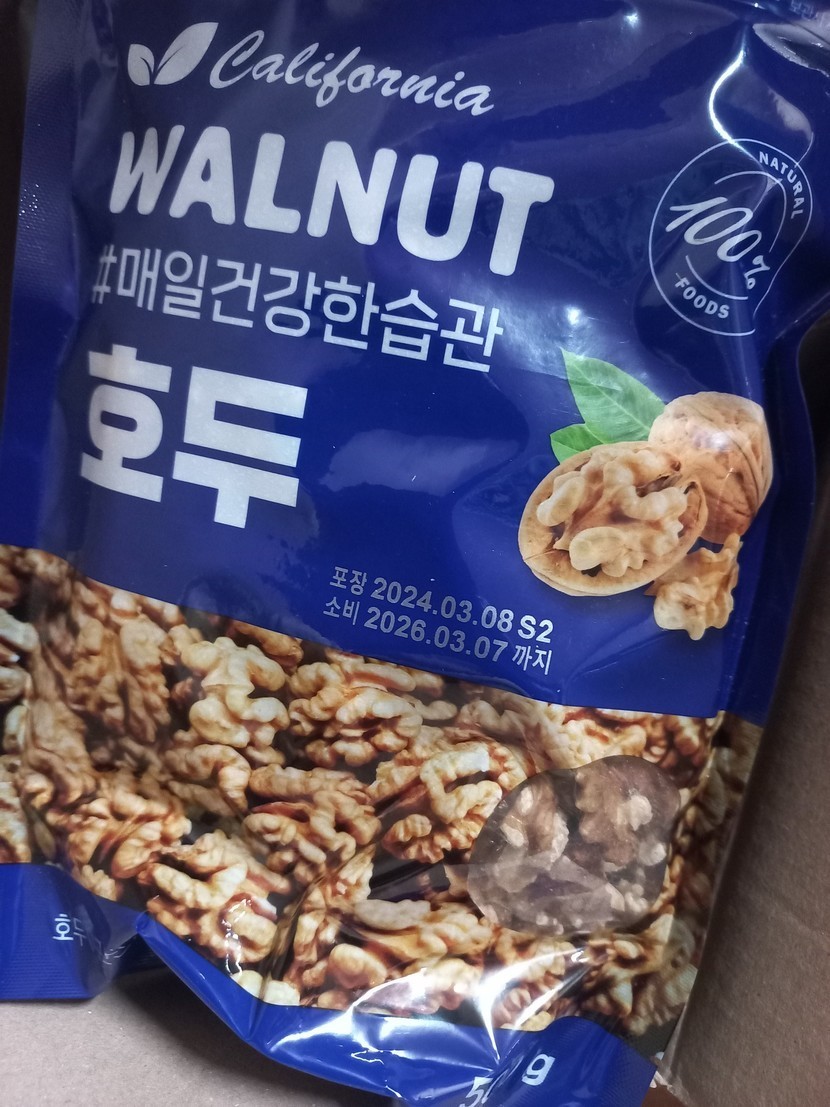 California
WALNUT
#매일건강한습관
호두
NATURAL
100%
FOODS
포장 2024.03.08 S2
소비 2026.03.07 까지